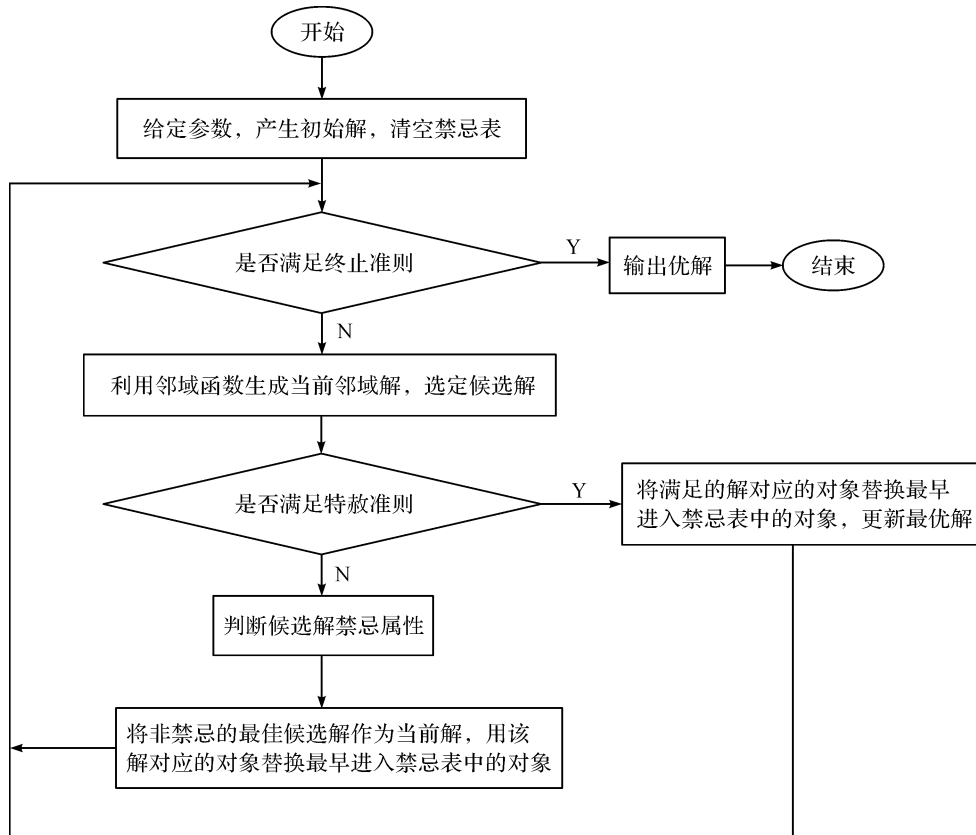 开始
给定参数，产生初始解，清空禁忌表
是否满足终止准则
Y
输出优解
结束
N
利用邻域函数生成当前邻域解，选定候选解
是否满足特赦准则
Y
将满足的解对应的对象替换最早
进入禁忌表中的对象，更新最优解
N
判断候选解禁忌属性
将非禁忌的最佳候选解作为当前解，用该
解对应的对象替换最早进入禁忌表中的对象